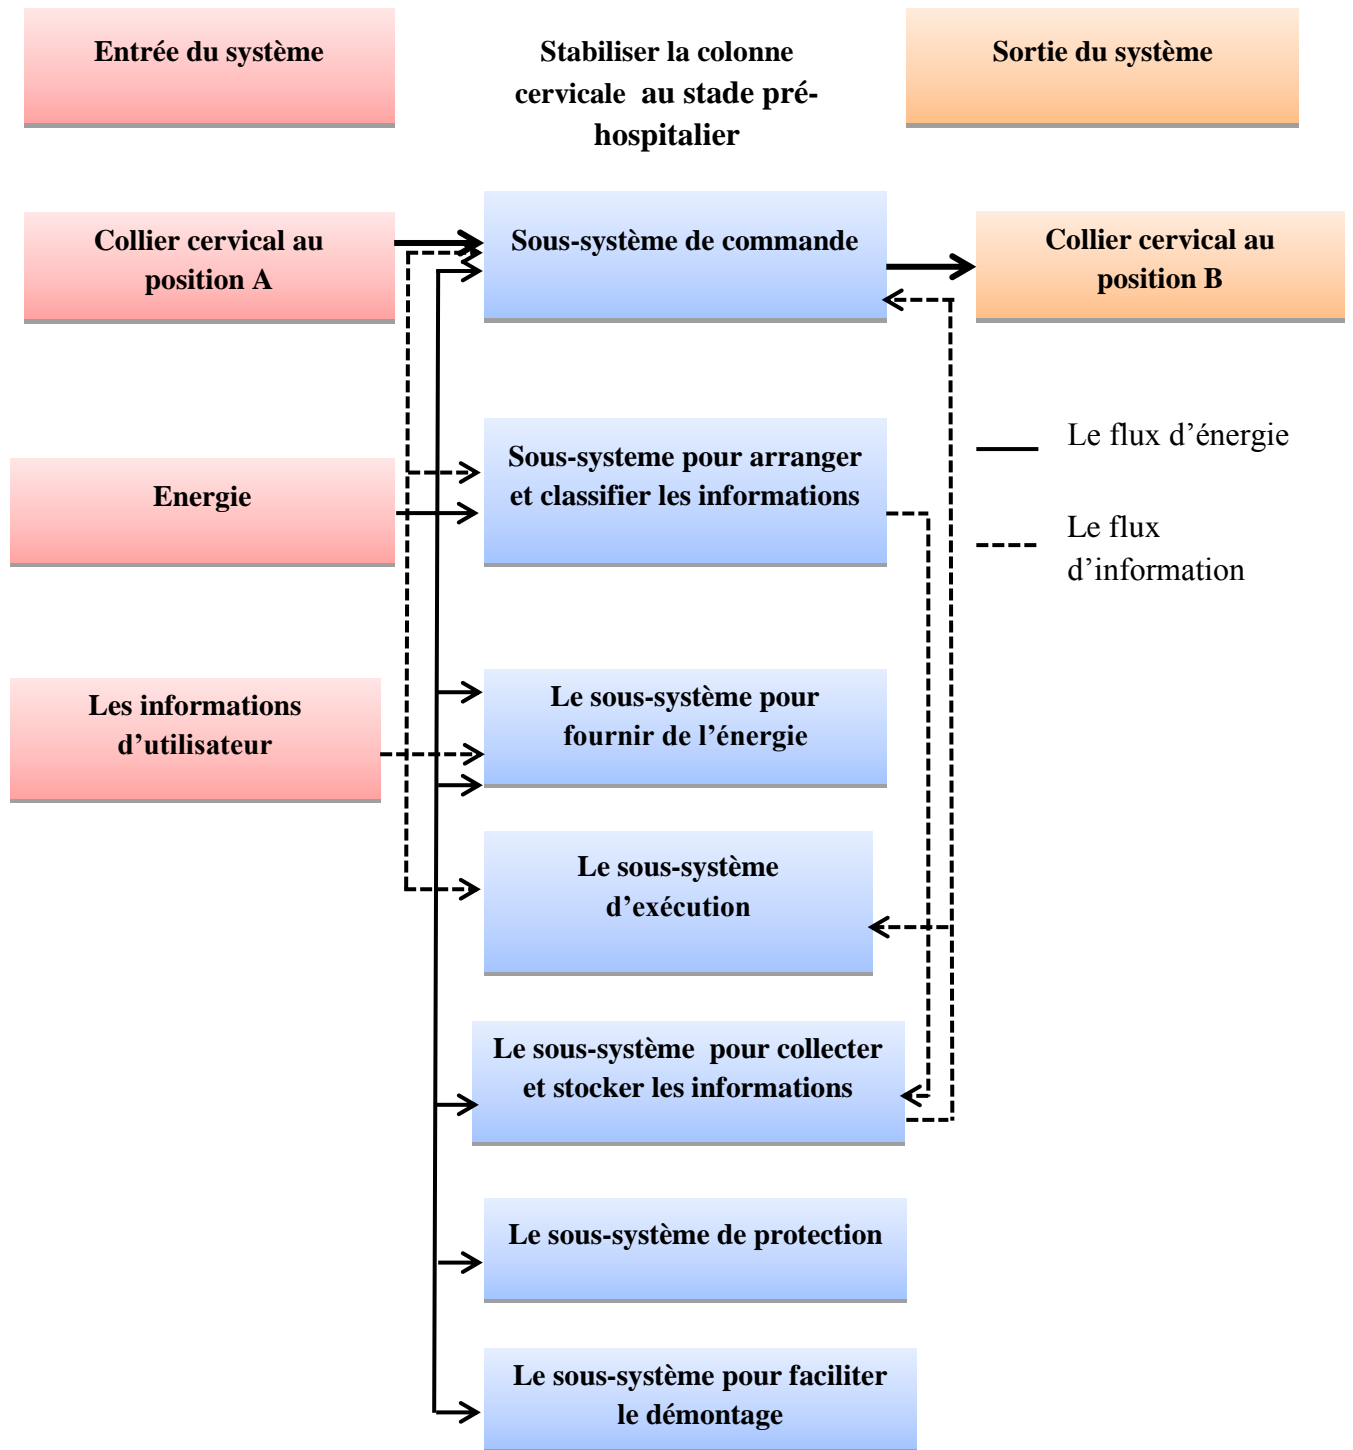 Entrée du système
Stabiliser la colonne
cervicale au stade pré-
hospitalier
Sortie du système
Collier cervical au
position A
Sous-système de commande
Collier cervical au
position B
Energie
Sous-systeme pour arranger
et classifier les informations
Le flux d’énergie
Le flux
d’information
Les informations
d’utilisateur
Le sous-système pour
fournir de l’énergie
Le sous-système
d’exécution
Le sous-système pour collecter
et stocker les informations
Le sous-système de protection
Le sous-système pour faciliter
le démontage